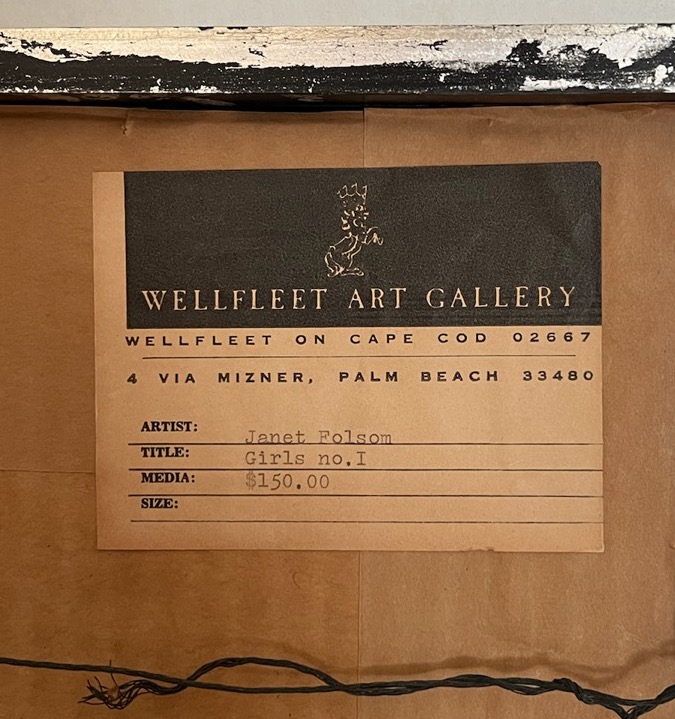 WELLFLEET ART GALLERY
WELLFLEET ON CAPE COD 02667
4 VIA MIZNER, PALM BEACH 33480
ARTIST: Janet Folsom
TITLE: Girls no.I
MEDIA: $150.00
SIZE: